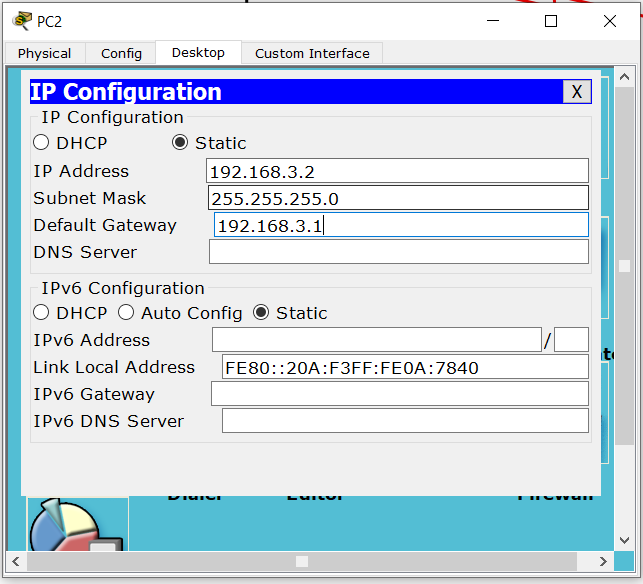 PC2
Physical Config Desktop Custom Interface
IP Configuration X
IP Configuration
DHCP Static
IP Address 192.168.3.2
Subnet Mask 255.255.255.0
Default Gateway 192.168.3.1
DNS Server
IPv6 Configuration
DHCP Auto Config Static
IPv6 Address /
Link Local Address FE80::20A:F3FF:FE0A:7840
IPv6 Gateway
IPv6 DNS Server
Dialer Editor Firewall